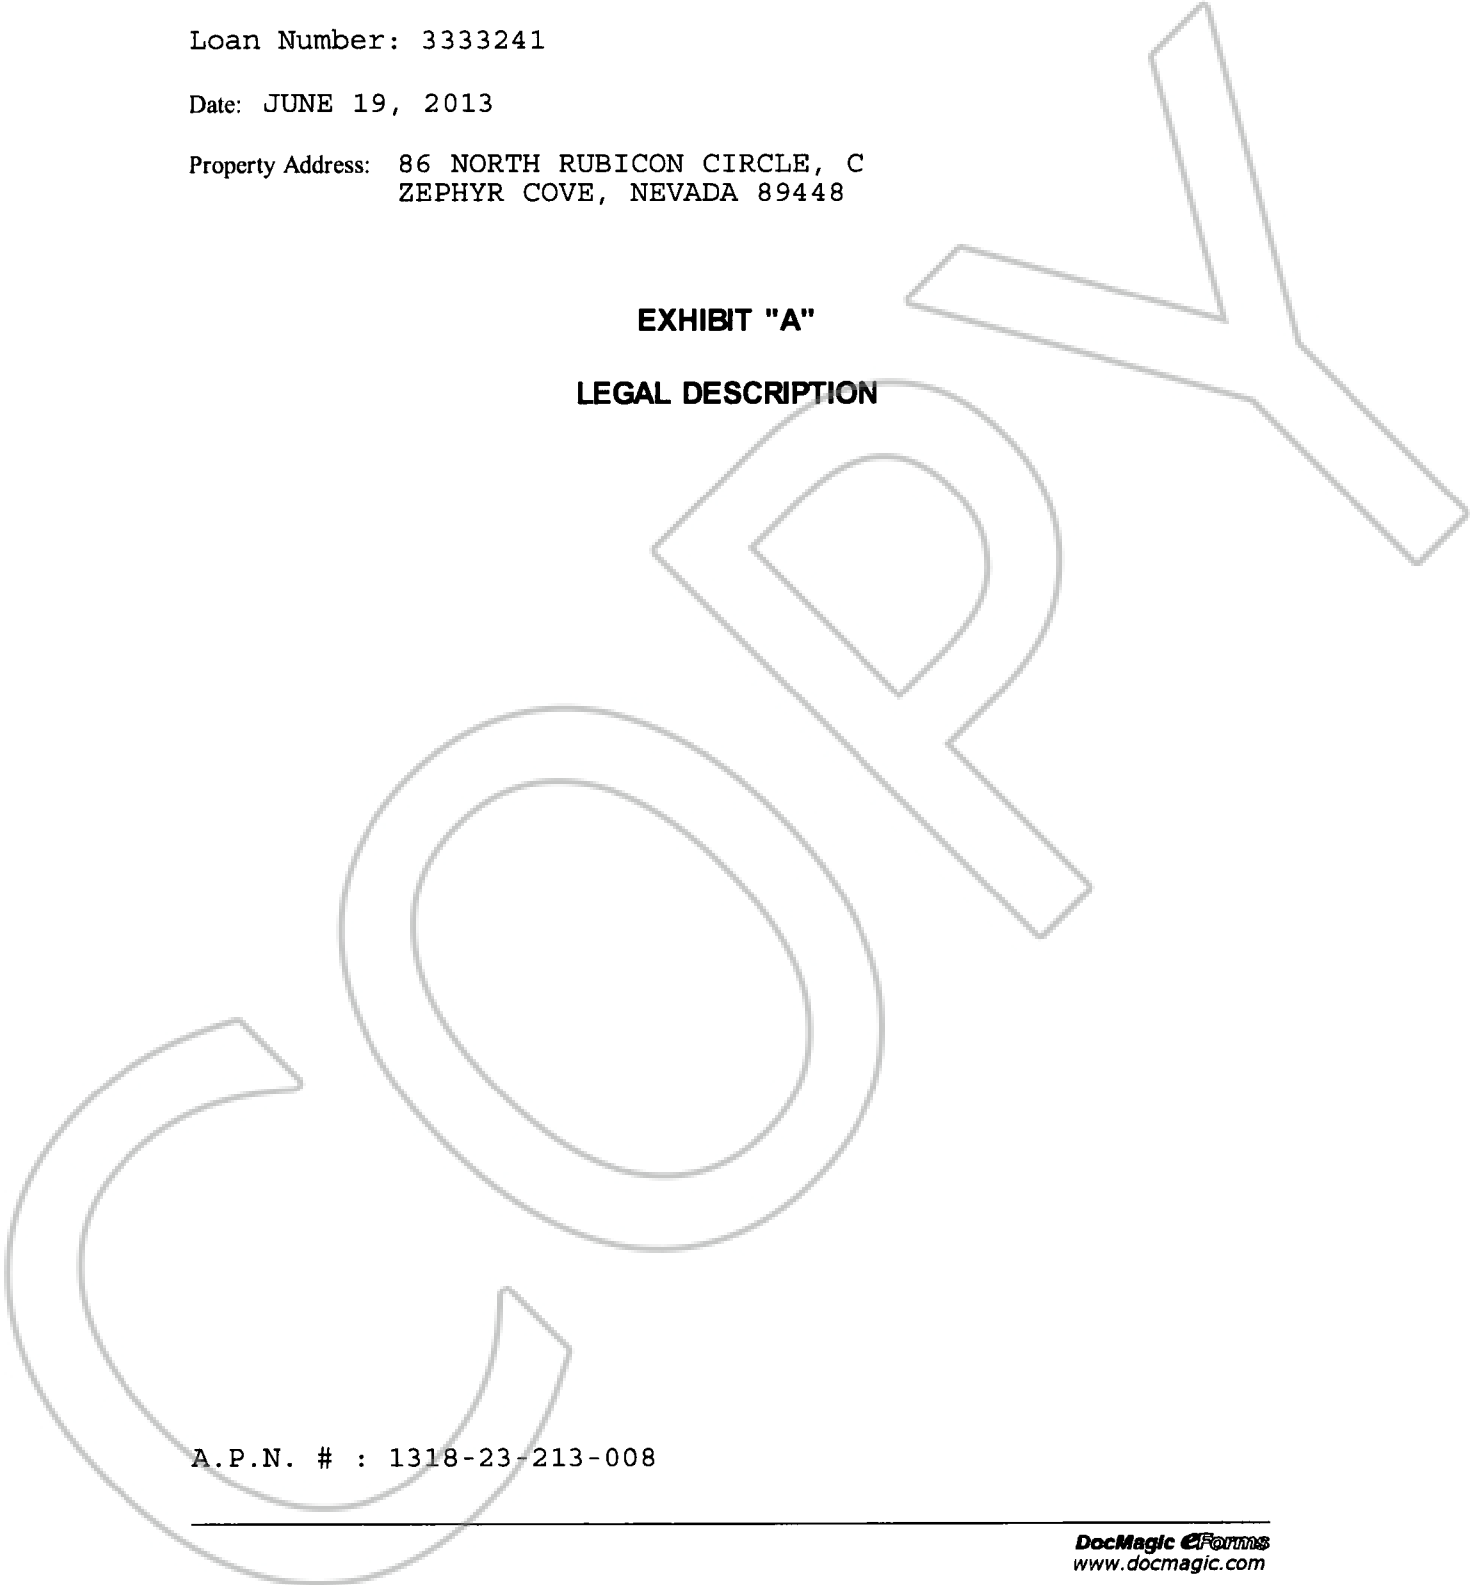 Loan Number: 3333241
Date: JUNE 19, 2013
Property Address: 86 NORTH RUBICON CIRCLE, C
ZEPHYR COVE, NEVADA 89448
EXHIBIT "A"
LEGAL DESCRIPTION
COPY
A.P.N. # : 1318-23-213-008
DocMagic eForms
www.docmagic.com